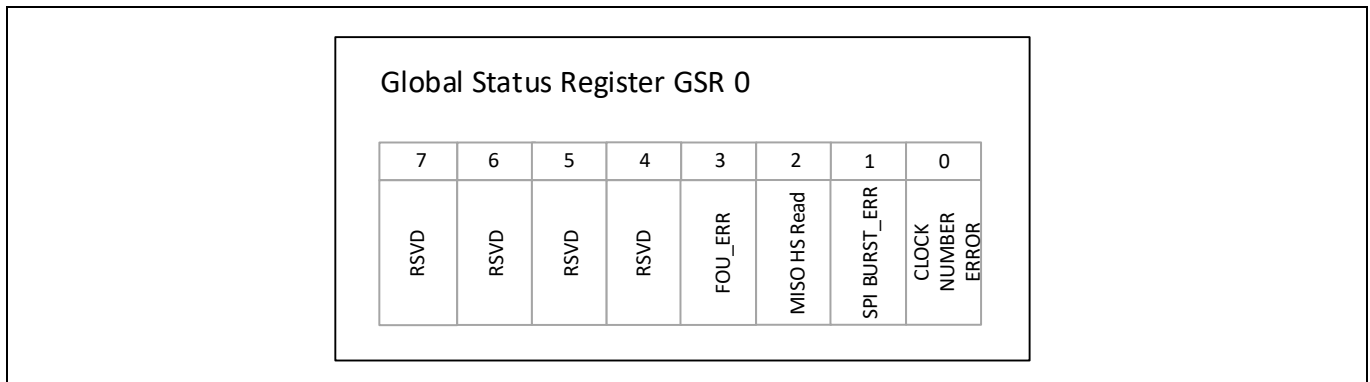 Global Status Register GSR 0
7 6 5 4 3 2 1 0
RSVD
RSVD
RSVD
RSVD
FOU_ERR
MISO HS Read
SPI BURST_ERR
CLOCK
NUMBER
ERROR